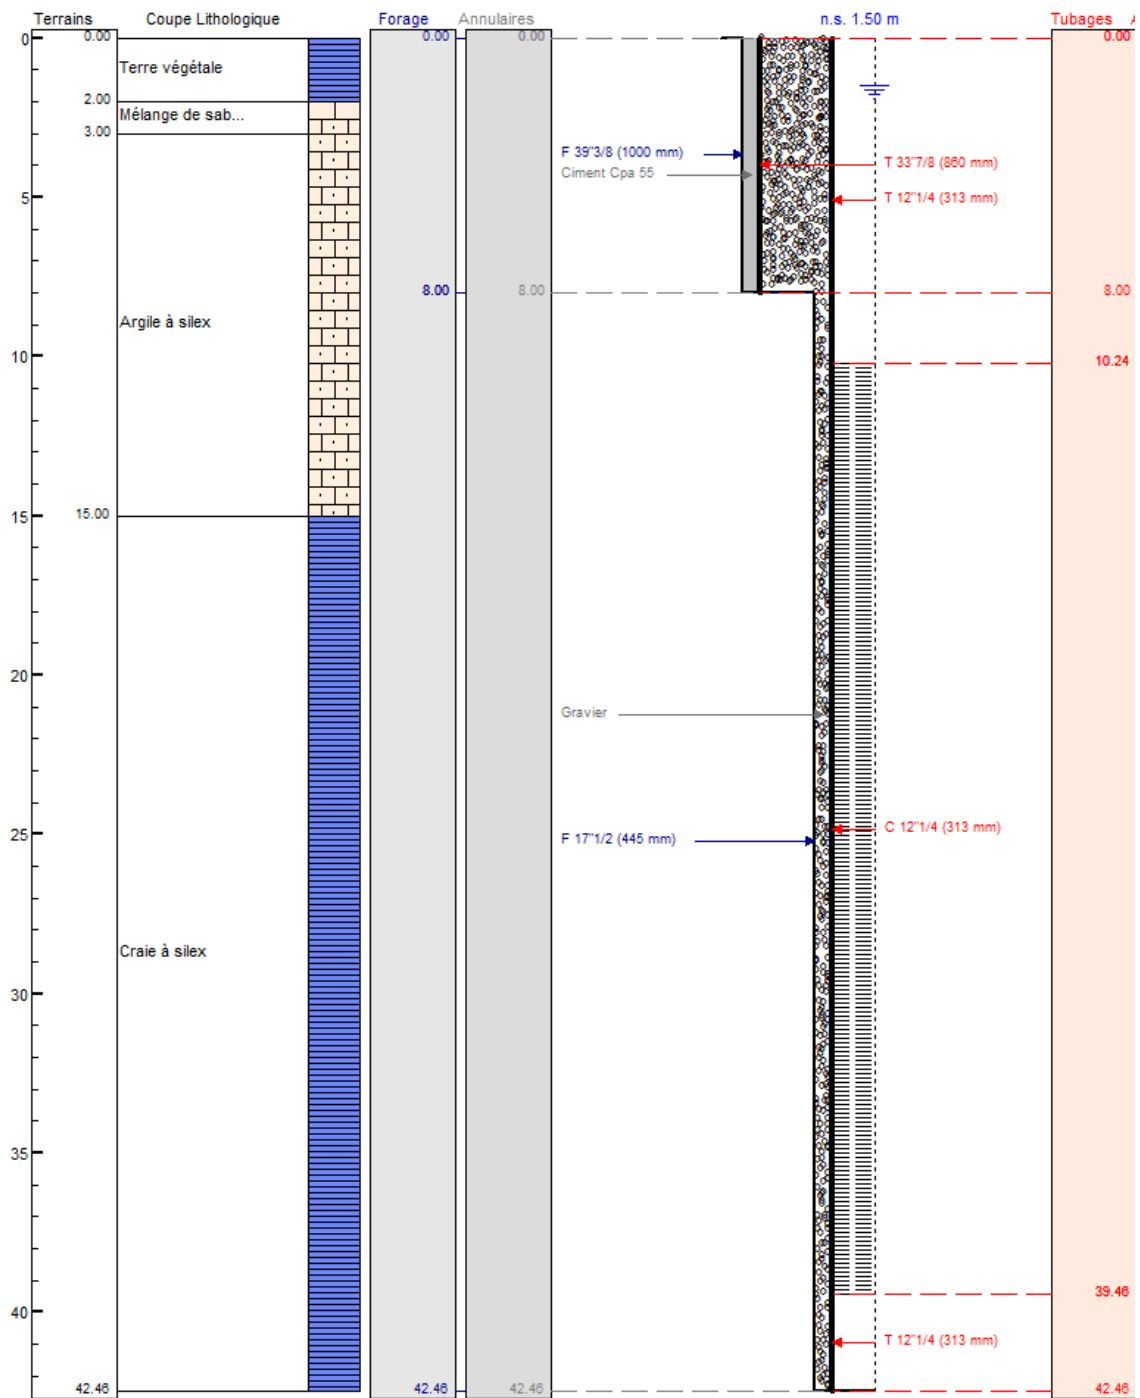 Terrains Coupe Lithologique Forage Annulaires n.s. 1.50 m Tubages A
0 0.00 0.00 0.00 0.00
Terre végétale
2.00
Mélange de sab...
3.00
F 39"3/8 (1000 mm)
T 33"7/8 (860 mm)
Ciment Cpa 55
5
T 12"1/4 (313 mm)
8.00 8.00 8.00
Argile à silex
10
10.24
15 15.00
20
Gravier
25
C 12"1/4 (313 mm)
F 17"1/2 (445 mm)
Craie à silex
30
35
39.46
40
T 12"1/4 (313 mm)
42.46 42.46 42.46 42.46